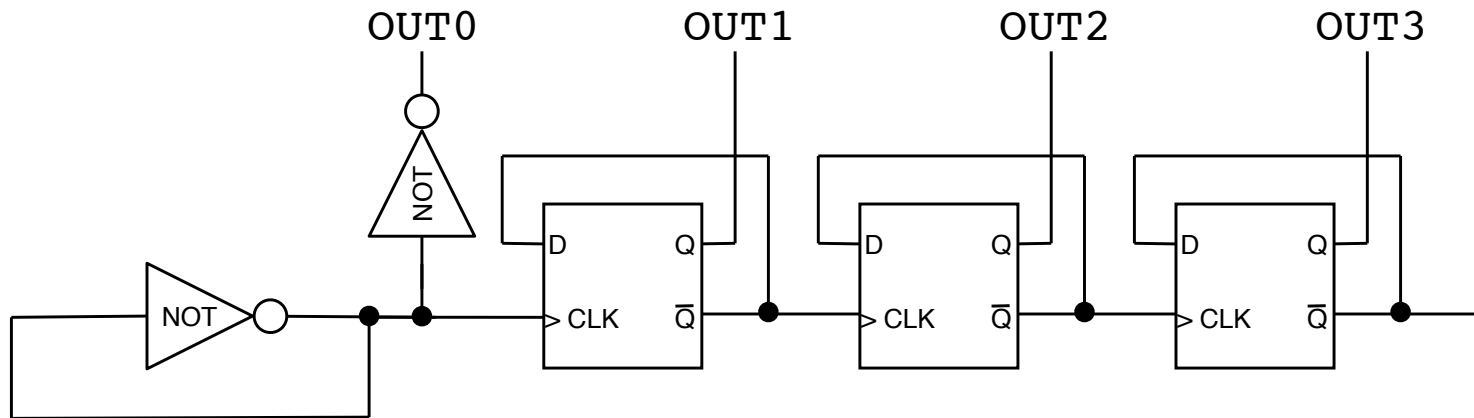 OUT0 OUT1 OUT2 OUT3
NOT
D Q D Q D Q
NOT > CLK Q̅ > CLK Q̅ > CLK Q̅